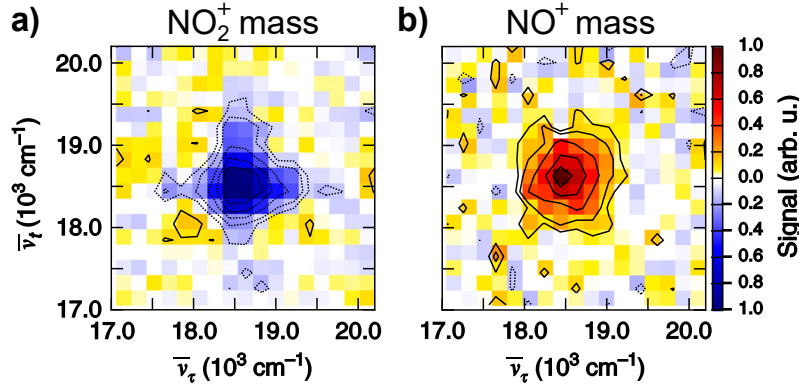 a) NO₂⁺ mass
b) NO⁺ mass
20.0
19.0
18.0
17.0
ν̅ₜ (10³ cm⁻¹)
17.0 18.0 19.0 20.0
ν̅_τ (10³ cm⁻¹)
17.0 18.0 19.0 20.0
ν̅_τ (10³ cm⁻¹)
1.0
0.8
0.6
0.4
0.2
0.0
0.2
0.4
0.6
0.8
1.0
Signal (arb. u.)